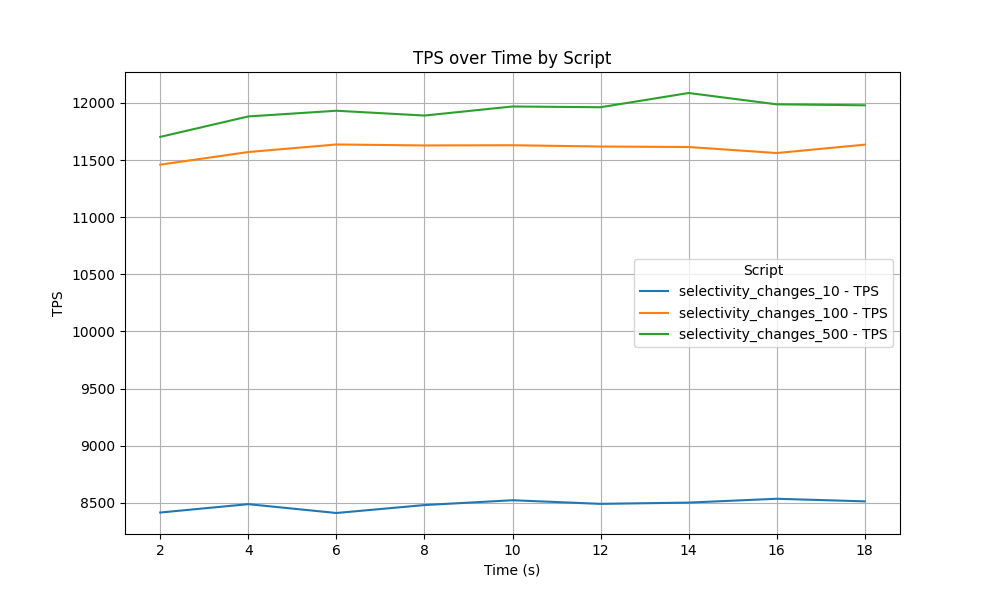 TPS over Time by Script
TPS
12000
11500
11000
10500
10000
9500
9000
8500
Script
selectivity_changes_10 - TPS
selectivity_changes_100 - TPS
selectivity_changes_500 - TPS
2 4 6 8 10 12 14 16 18
Time (s)